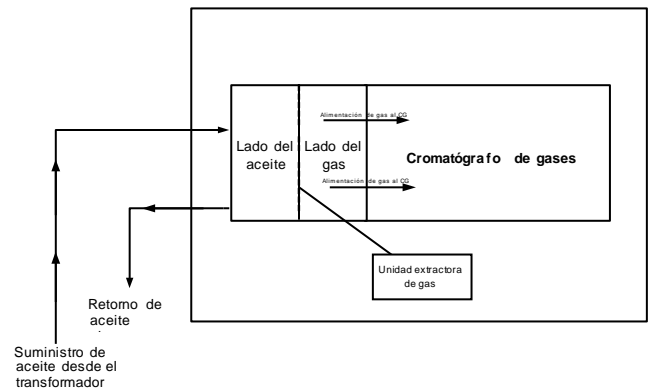 Alimentación de gas al CG
Lado del
aceite
Lado del
gas
Cromatógrafo de gases
Alimentación de gas al CG
Unidad extractora
de gas
Retorno de
aceite
Suministro de
aceite desde el
transformador